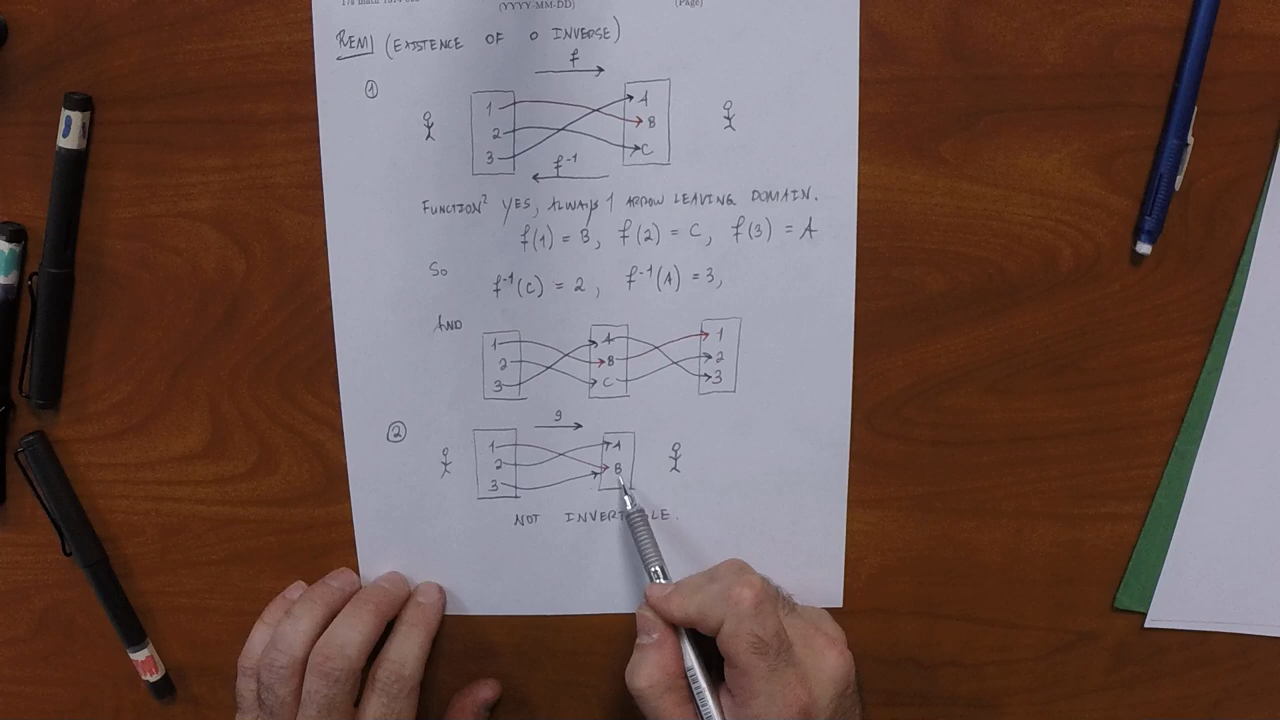 (YYYY-MM-DD) (Page)
REM) (EXISTENCE OF 0 INVERSE)
f
①
1 A
2 B
3 C
f⁻¹
FUNCTION? YES, ALWAYS 1 ARROW LEAVING DOMAIN.
f(1) = B, f(2) = C, f(3) = A
SO
f⁻¹(C) = 2, f⁻¹(A) = 3,
AND
1 A 1
2 B 2
3 C 3
g
②
1 A
2 B
3
NOT